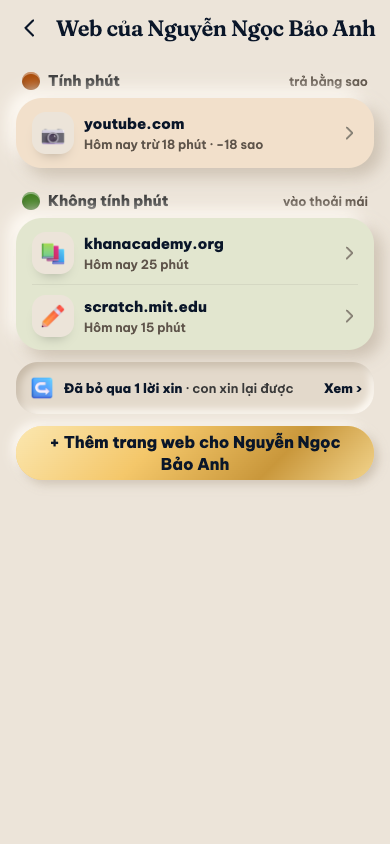 Web của Nguyễn Ngọc Bảo Anh
Tính phút
trả bằng sao
youtube.com
Hôm nay trừ 18 phút · −18 sao
Không tính phút
vào thoải mái
khanacademy.org
Hôm nay 25 phút
scratch.mit.edu
Hôm nay 15 phút
Đã bỏ qua 1 lời xin · con xin lại được
Xem ›
+ Thêm trang web cho Nguyễn Ngọc
Bảo Anh